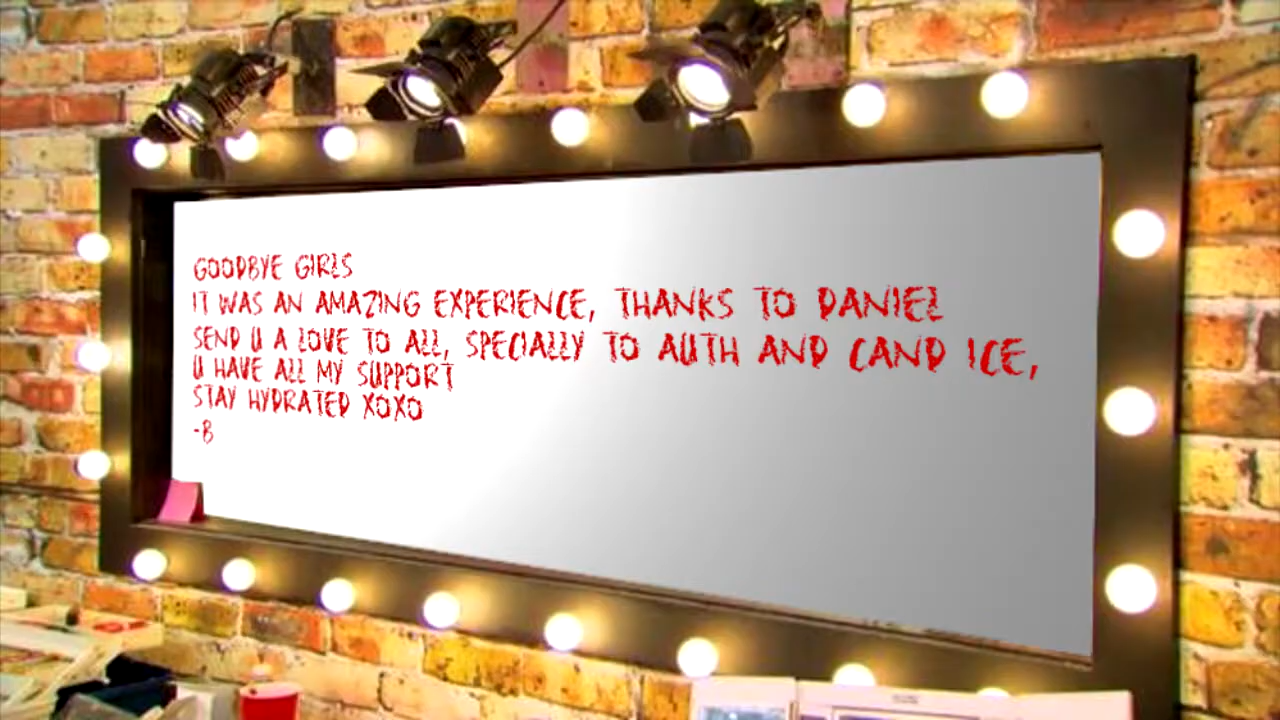 GOODBYE GIRLS
IT WAS AN AMAZING EXPERIENCE, THANKS TO DANIEL
SEND U A LOVE TO ALL, SPECIALLY TO AUTH AND CAND ICE,
U HAVE ALL MY SUPPORT
STAY HYDRATED XOXO
-B